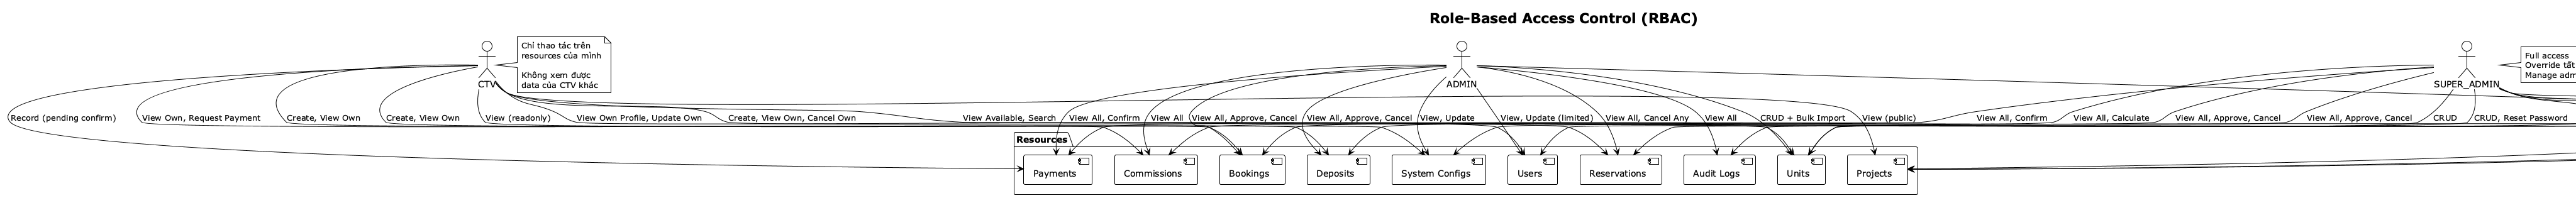 Role-Based Access Control (RBAC)
Chỉ thao tác trên
resources của mình
Không xem được
data của CTV khác
Full access
Override tất
Manage adm
CTV
ADMIN
SUPER_ADMIN
Record (pending confirm)
View Own, Request Payment
Create, View Own
Create, View Own
View (readonly)
View Own Profile, Update Own
Create, View Own, Cancel Own
View Available, Search
View All, Confirm
View All
View All, Approve, Cancel
View All, Approve, Cancel
View, Update
View, Update (limited)
View All, Cancel Any
View All
CRUD + Bulk Import
View (public)
View All, Confirm
View All, Calculate
View All, Approve, Cancel
View All, Approve, Cancel
CRUD
CRUD, Reset Password
Resources
Payments
Commissions
Bookings
Deposits
System Configs
Users
Reservations
Audit Logs
Units
Projects